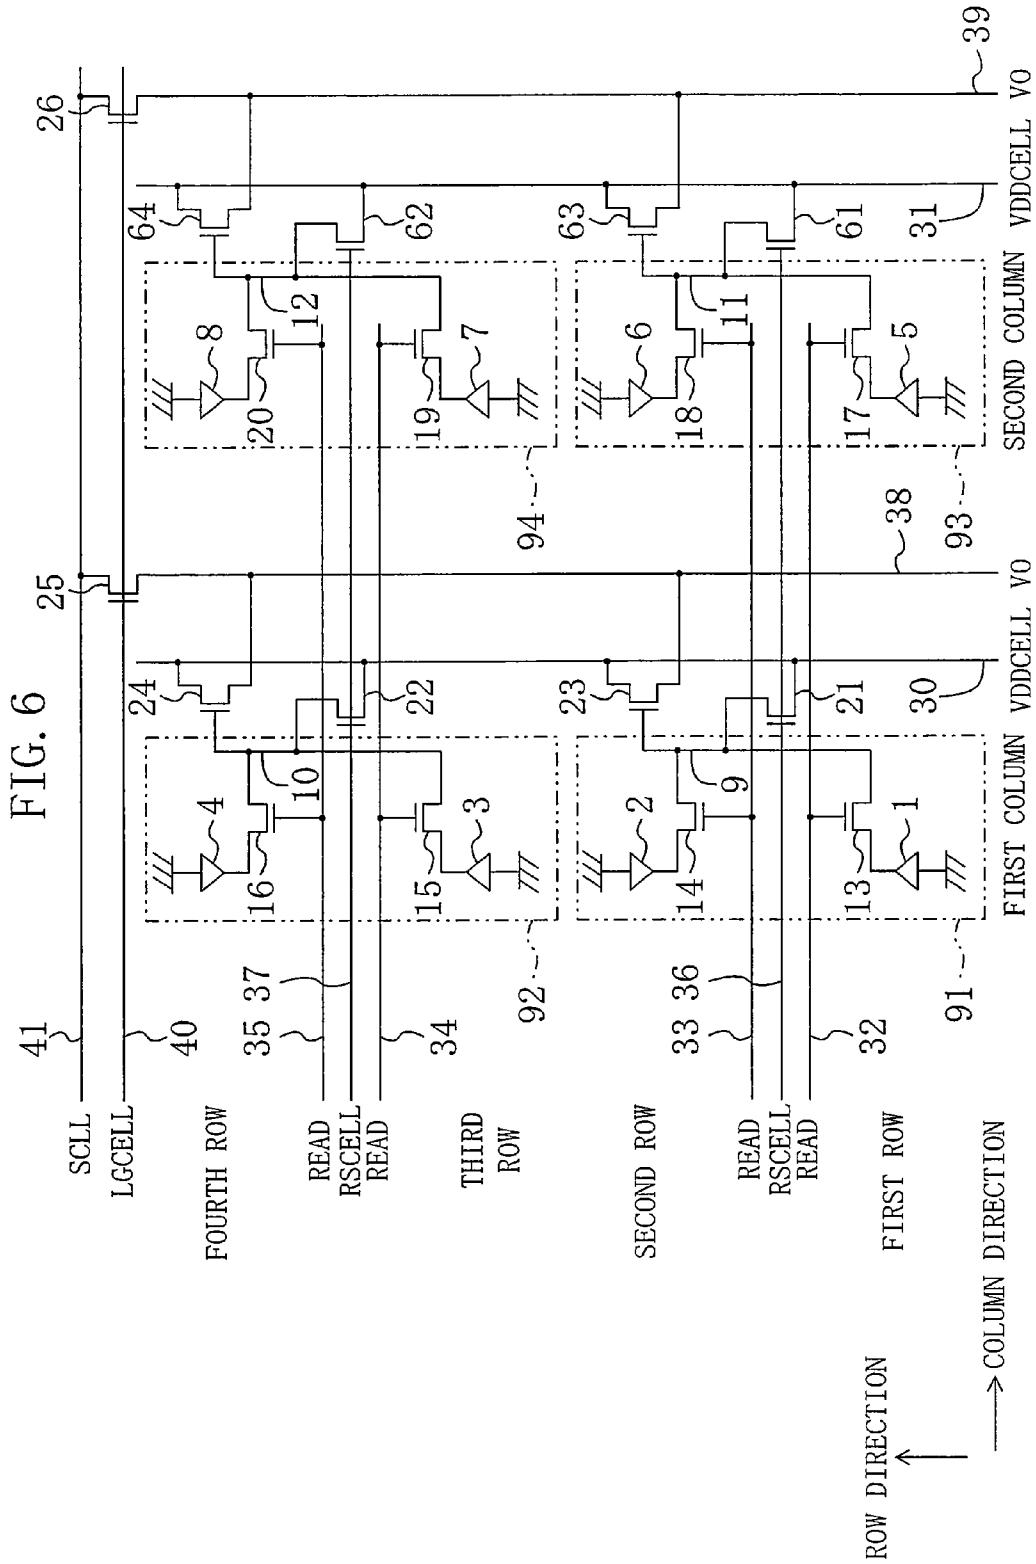 FIG. 6
41
SCLL
40
LGCELL
25
26
FOURTH ROW
24
64
4
8
16
10
20
12
35
READ
37
RSCELL
34
READ
22
62
15
3
19
7
THIRD
ROW
92
94
SECOND ROW
23
63
2
6
14
9
18
11
33
READ
36
RSCELL
32
READ
21
61
13
1
17
5
FIRST ROW
91
93
30
38
31
39
FIRST COLUMN
VDDCELL
VO
SECOND COLUMN
VDDCELL
VO
ROW DIRECTION
COLUMN DIRECTION